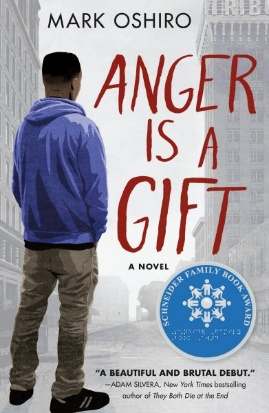 MARK OSHIRO
ANGER
IS A
GIFT
A NOVEL
SCHNEIDER FAMILY BOOK AWARD
"A BEAUTIFUL AND BRUTAL DEBUT."
—ADAM SILVERA, New York Times bestselling
author of They Both Die at the End